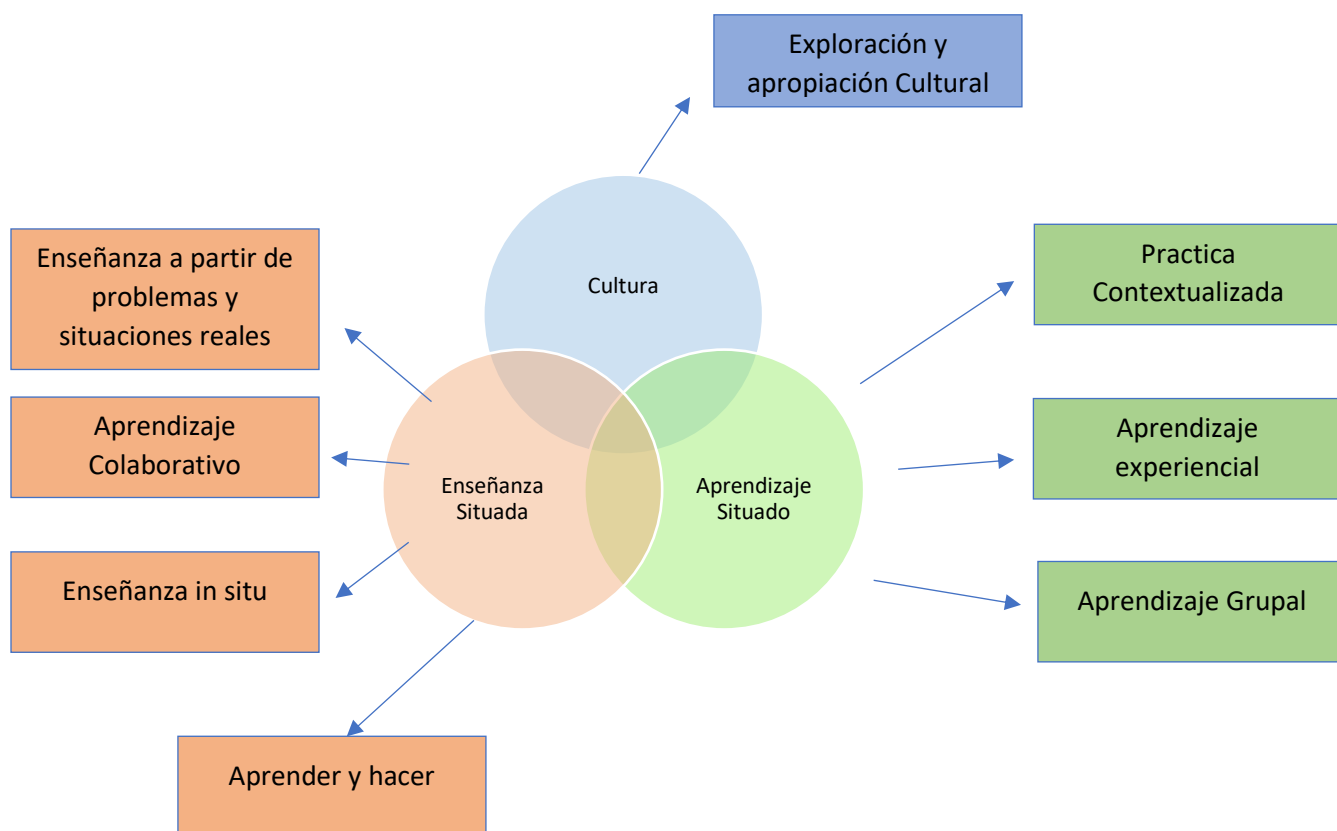 Exploración y
apropiación Cultural
Enseñanza a partir de
problemas y
situaciones reales
Practica
Contextualizada
Cultura
Aprendizaje
Colaborativo
Aprendizaje
experiencial
Enseñanza
Situada
Aprendizaje
Situado
Enseñanza in situ
Aprendizaje Grupal
Aprender y hacer